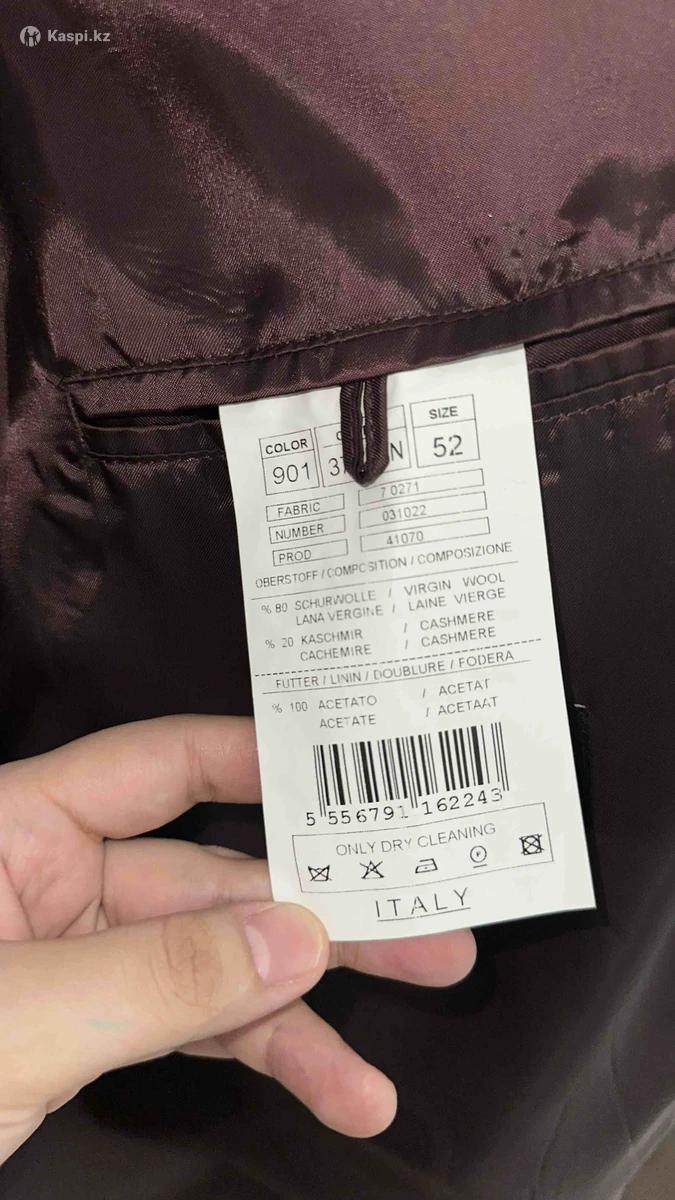 Kaspi.kz
COLOR
SIZE
901
52
FABRIC 7 0271
NUMBER 031022
PROD 41070
OBERSTOFF / COMPOSITION / COMPOSIZIONE
% 80 SCHURWOLLE / VIRGIN WOOL
LANA VERGINE / LAINE VIERGE
% 20 KASCHMIR / CASHMERE
CACHEMIRE / CASHMERE
FUTTER / LININ / DOUBLURE / FODERA
% 100 ACETATO / ACETAT
ACETATE / ACETAAT
5 556791 162243
ONLY DRY CLEANING
ITALY